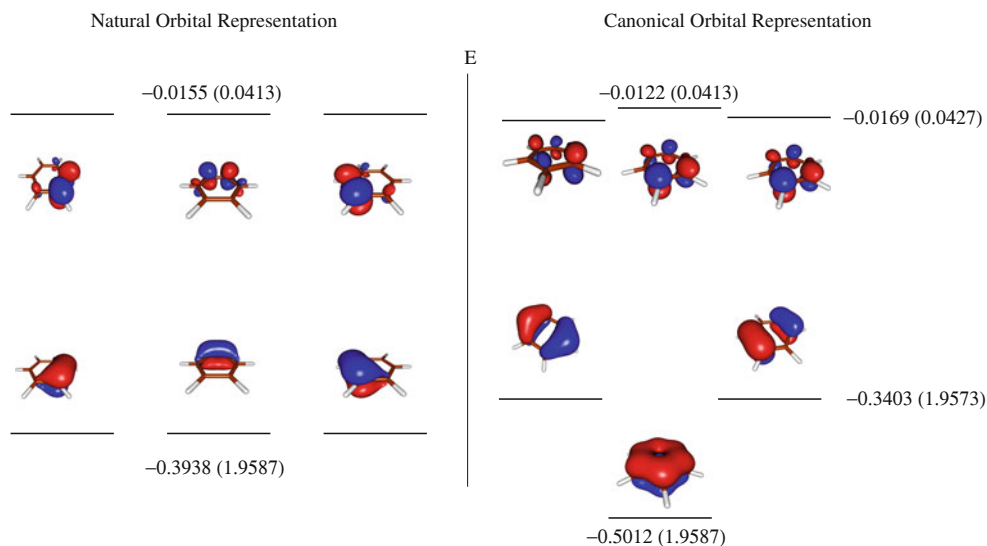 Natural Orbital Representation
Canonical Orbital Representation
E
−0.0155 (0.0413)
−0.0122 (0.0413)
−0.0169 (0.0427)
−0.3403 (1.9573)
−0.3938 (1.9587)
−0.5012 (1.9587)